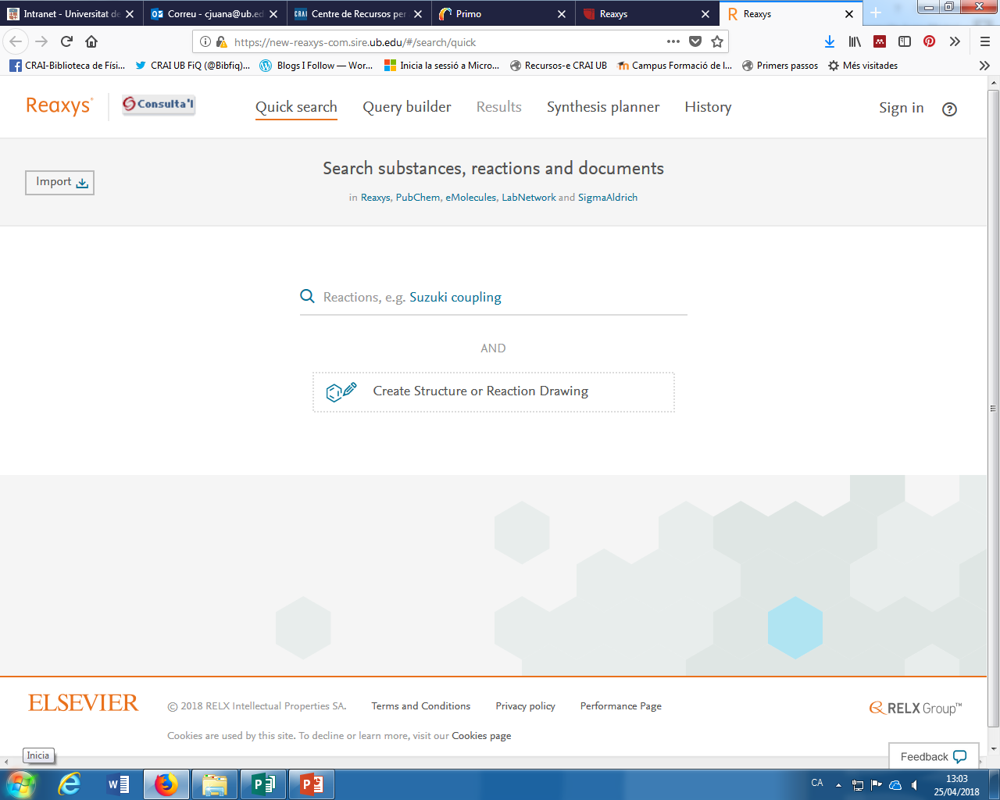 Intranet - Universitat de
Correu - cjuana@ub.ed
Centre de Recursos per
Primo
Reaxys
Reaxys
https://new-reaxys-com.sire.ub.edu/#/search/quick
CRAI-Biblioteca de Físi...
CRAI UB FiQ (@Bibfiq)...
Blogs I Follow — Wor...
Inicia la sessió a Micro...
Recursos-e CRAI UB
Campus Formació de l...
Primers passos
Més visitades
Reaxys®
Consulta'l
Quick search
Query builder
Results
Synthesis planner
History
Sign in
Import
Search substances, reactions and documents
in Reaxys, PubChem, eMolecules, LabNetwork and SigmaAldrich
Reactions, e.g. Suzuki coupling
AND
Create Structure or Reaction Drawing
ELSEVIER
© 2018 RELX Intellectual Properties SA.
Terms and Conditions
Privacy policy
Performance Page
RELX Group™
Cookies are used by this site. To decline or learn more, visit our Cookies page
Feedback
Inicia
CA
13:03
25/04/2018